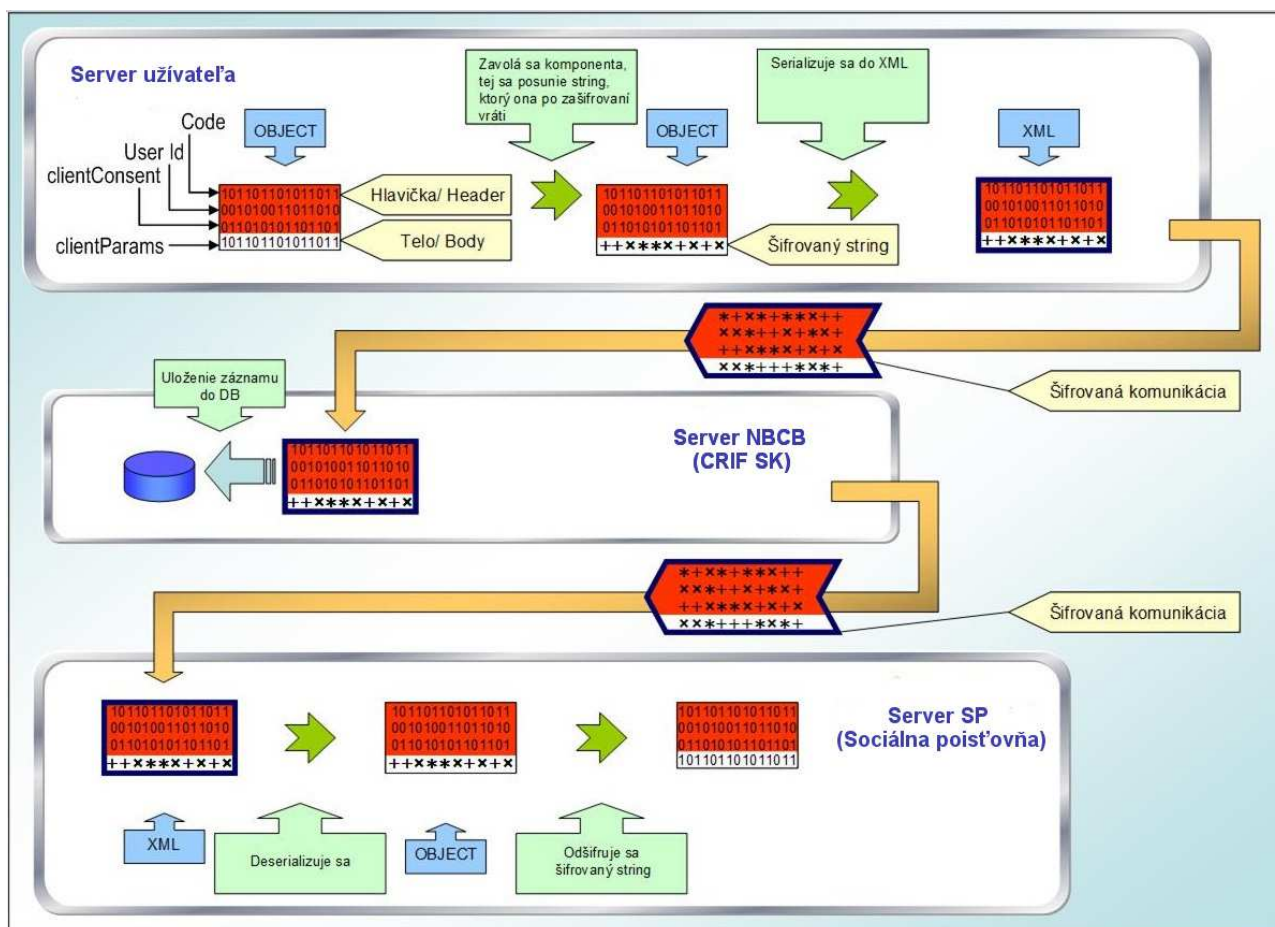 Server užívateľa
Code
User Id
clientConsent
clientParams
OBJECT
1011011010110​11
001010011011010
011010101101101
101101101011011
Hlavička/ Header
Telo/ Body
Zavolá sa komponenta,
tej sa posunie string,
ktorý ona po zašifrovaní
vráti
OBJECT
101101101011011
001010011011010
011010101101101
++×**×+×+×
Šifrovaný string
Serializuje sa do XML
XML
101101101011011
001010011011010
011010101101101
++×**×+×+×
*+×*+**×++
××*++×+*×+
++××**×+×+×
××*+++*×*+
Šifrovaná komunikácia
Uloženie záznamu
do DB
101101101011011
001010011011010
011010101101101
++×**×+×+×
Server NBCB
(CRIF SK)
*+×*+**×++
××*++×+*×+
++××**×+×+×
××*+++*×*+
Šifrovaná komunikácia
Server SP
(Sociálna poisťovňa)
101101101011011
001010011011010
011010101101101
++×**×+×+×
101101101011011
001010011011010
011010101101101
++×**×+×+×
101101101011011
001010011011010
011010101101101
101101101011011
XML
Deserializuje sa
OBJECT
Odšifruje sa
šifrovaný string